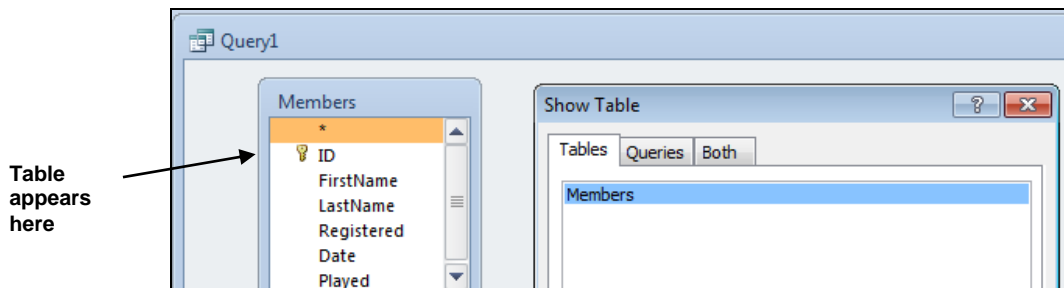 Query1
Members
*
ID
FirstName
LastName
Registered
Date
Played
Table
appears
here
Show Table
?
Tables Queries Both
Members